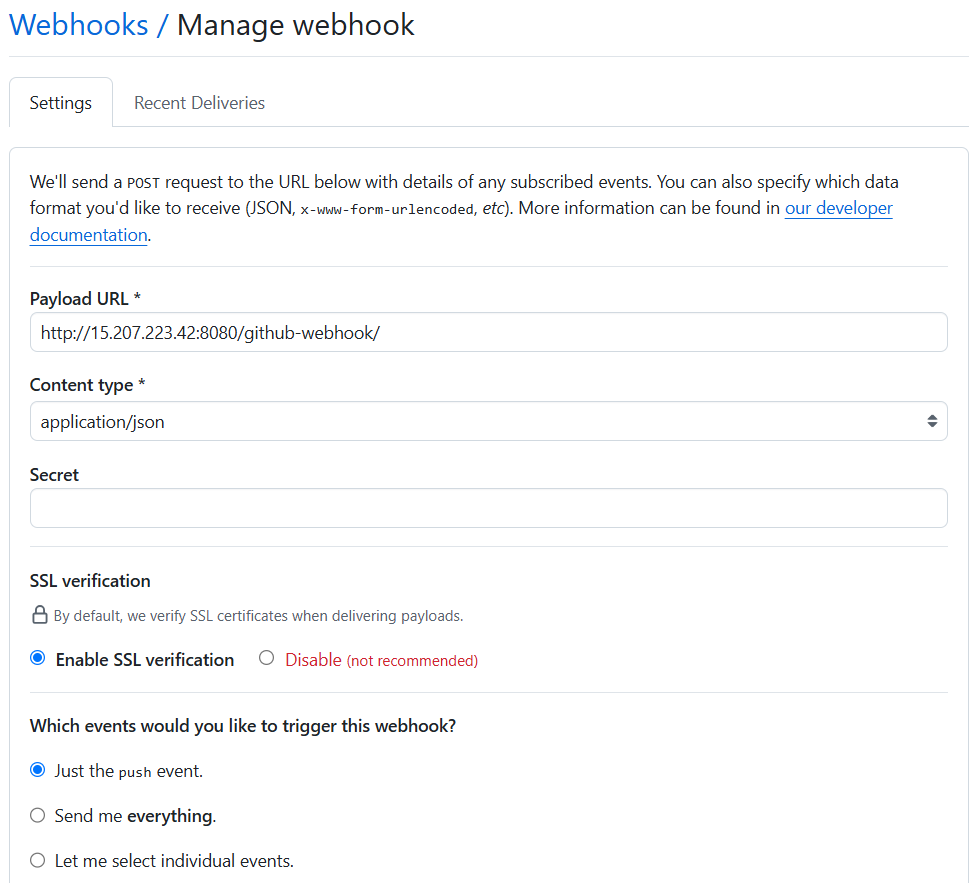 Webhooks / Manage webhook
Settings
Recent Deliveries
We'll send a POST request to the URL below with details of any subscribed events. You can also specify which data
format you'd like to receive (JSON, x-www-form-urlencoded, etc). More information can be found in our developer
documentation.
Payload URL *
http://15.207.223.42:8080/github-webhook/
Content type *
application/json
Secret
SSL verification
By default, we verify SSL certificates when delivering payloads.
Enable SSL verification
Disable (not recommended)
Which events would you like to trigger this webhook?
Just the push event.
Send me everything.
Let me select individual events.